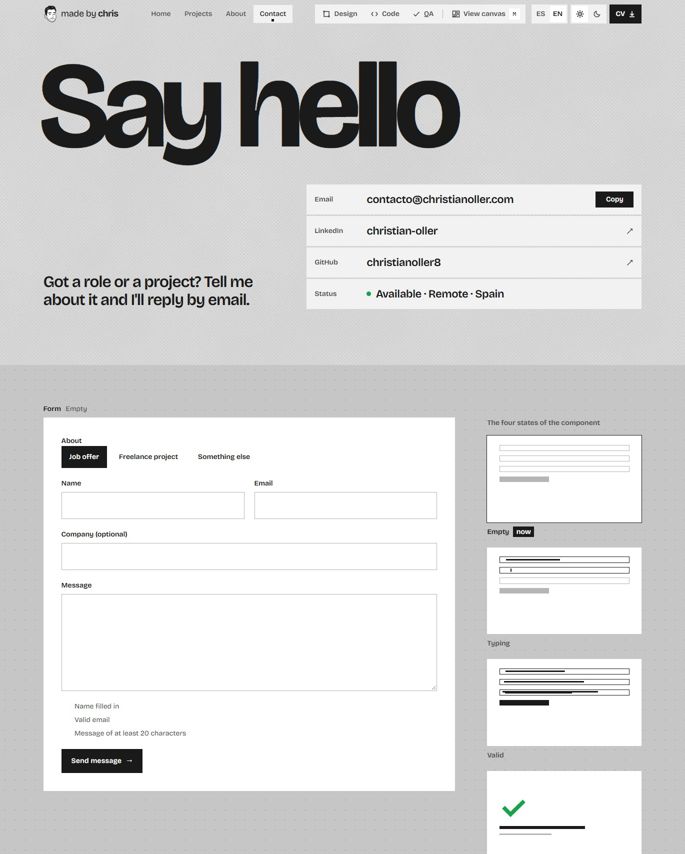 made by chris
Home Projects About Contact
Design Code QA View canvas M
ES EN
CV
Say hello
Got a role or a project? Tell me
about it and I'll reply by email.
Email contacto@christianoller.com Copy
LinkedIn christian-oller ↗
GitHub christianoller8 ↗
Status Available · Remote · Spain
Form Empty
About
Job offer Freelance project Something else
Name Email
Company (optional)
Message
Name filled in
Valid email
Message of at least 20 characters
Send message →
The four states of the component
Empty now
Typing
Valid